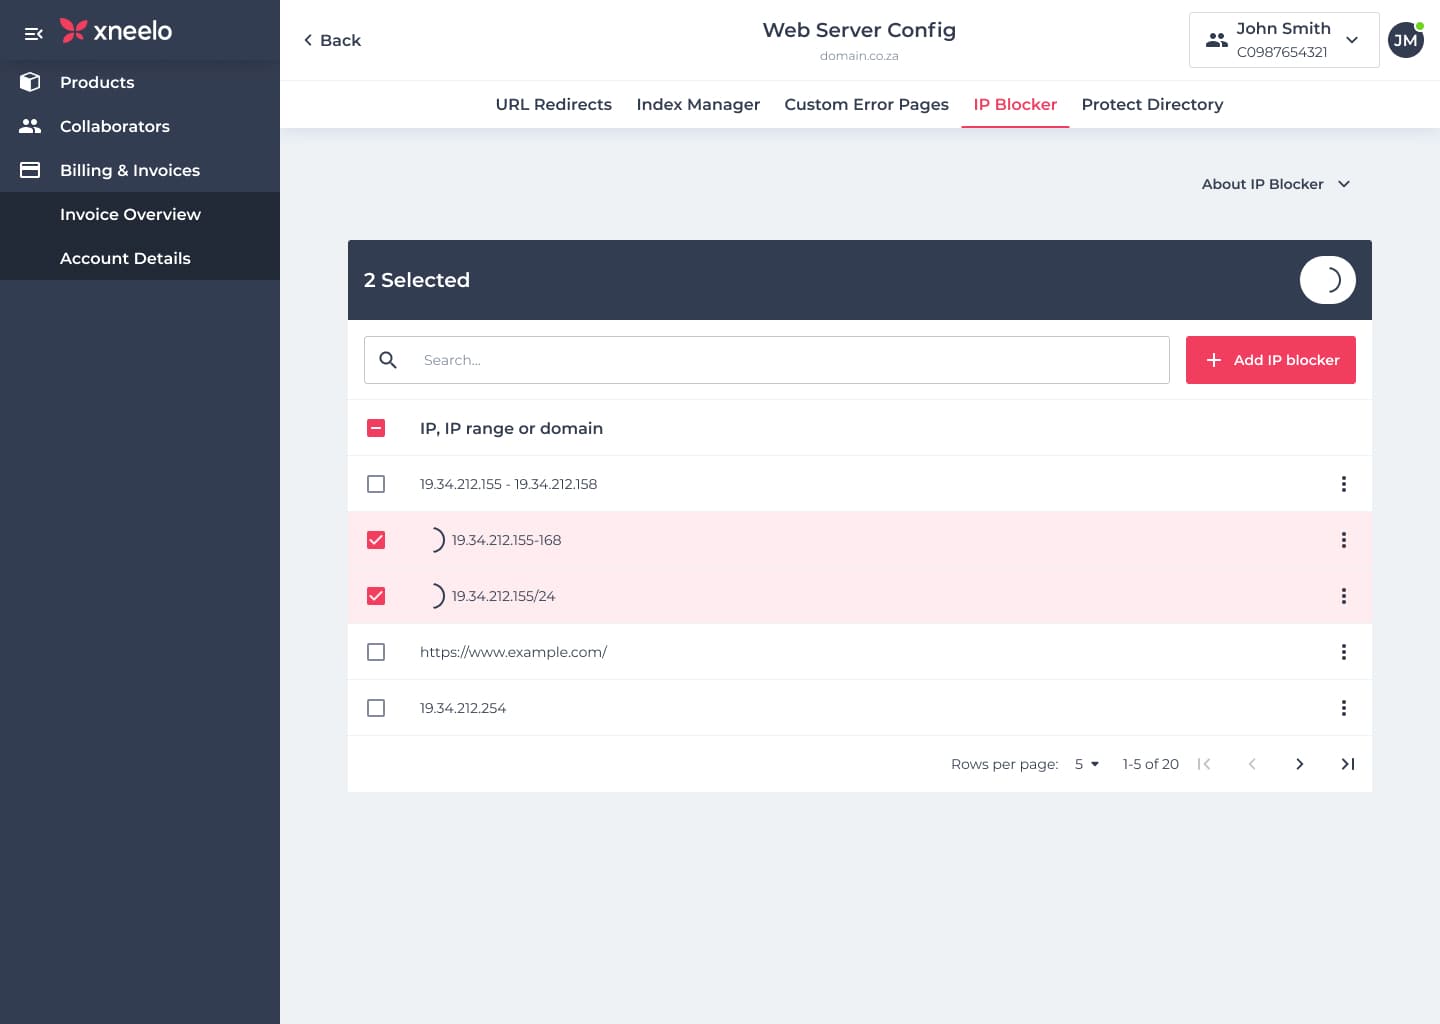 xneelo
Products
Collaborators
Billing & Invoices
Invoice Overview
Account Details
Back
Web Server Config
domain.co.za
John Smith
C0987654321
JM
URL Redirects
Index Manager
Custom Error Pages
IP Blocker
Protect Directory
About IP Blocker
2 Selected
Search...
Add IP blocker
IP, IP range or domain
19.34.212.155 - 19.34.212.158
19.34.212.155-168
19.34.212.155/24
https://www.example.com/
19.34.212.254
Rows per page: 5 1-5 of 20